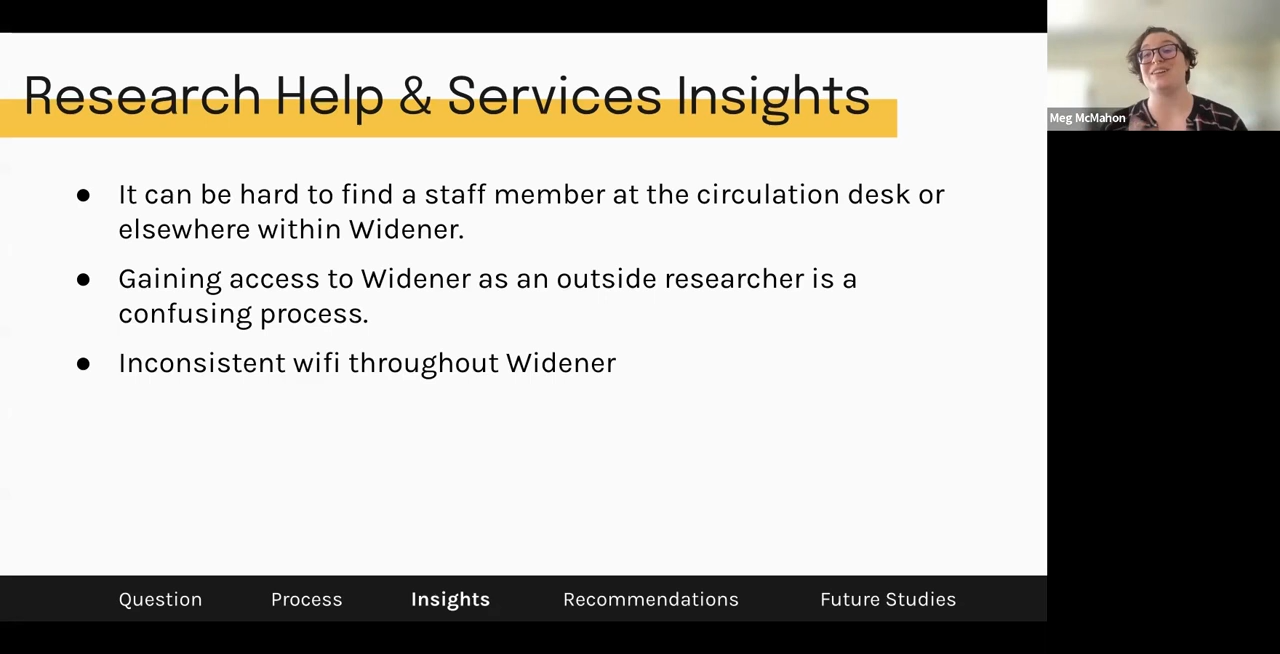 Research Help & Services Insights
● It can be hard to find a staff member at the circulation desk or
elsewhere within Widener.
● Gaining access to Widener as an outside researcher is a
confusing process.
● Inconsistent wifi throughout Widener
Question Process Insights Recommendations Future Studies
Meg McMahon